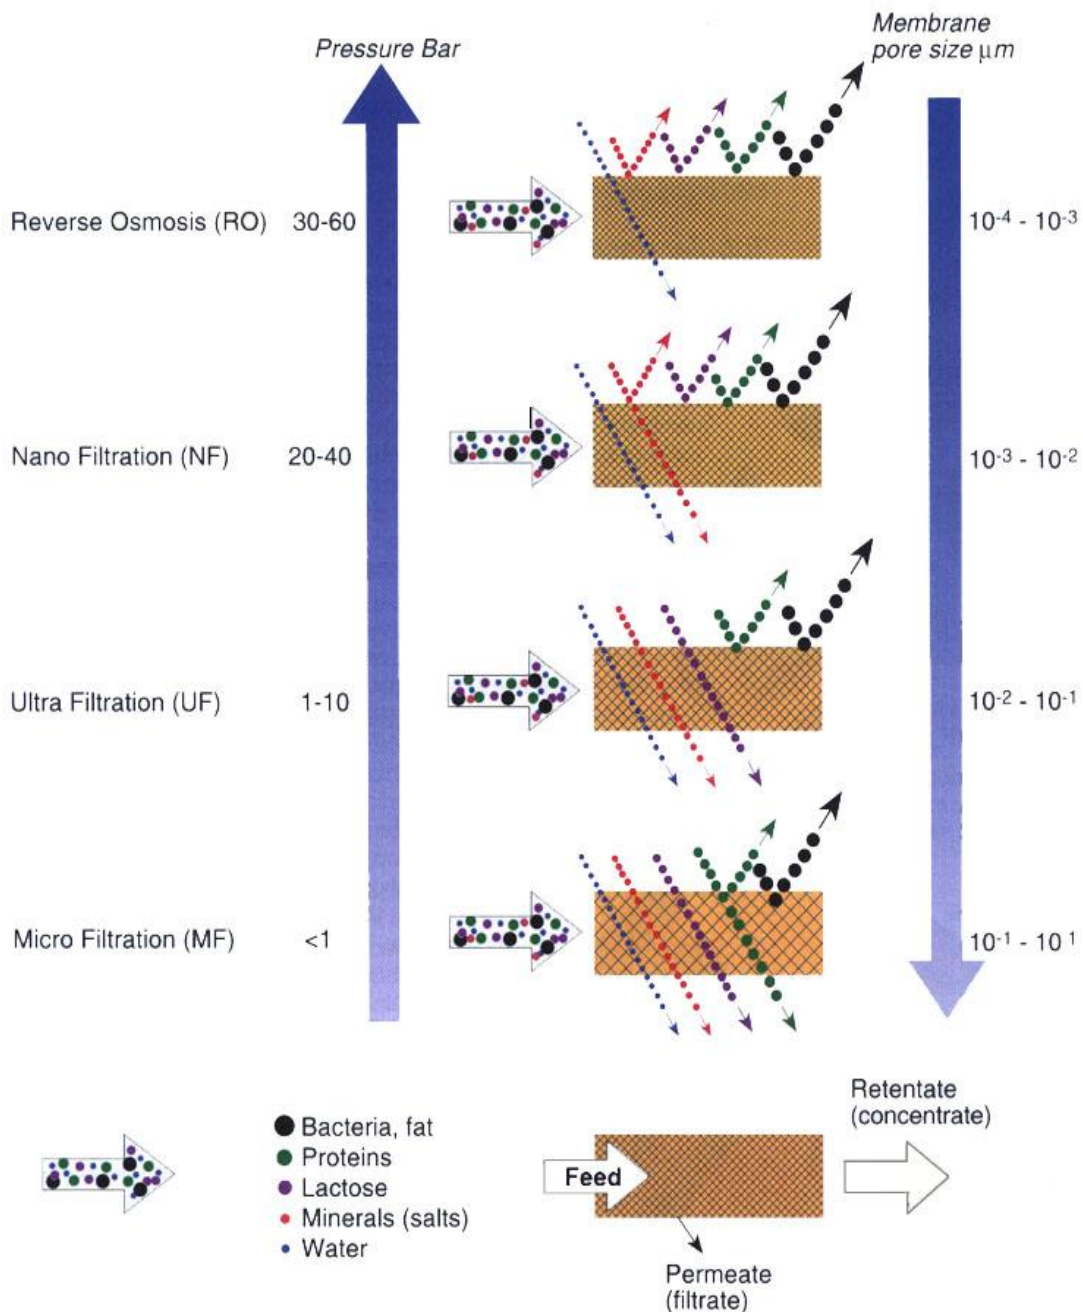 Pressure Bar
Membrane
pore size μm
Reverse Osmosis (RO) 30-60 10⁻⁴ - 10⁻³
Nano Filtration (NF) 20-40 10⁻³ - 10⁻²
Ultra Filtration (UF) 1-10 10⁻² - 10⁻¹
Micro Filtration (MF) <1 10⁻¹ - 10¹
Bacteria, fat
Proteins
Lactose
Minerals (salts)
Water
Feed
Retentate
(concentrate)
Permeate
(filtrate)